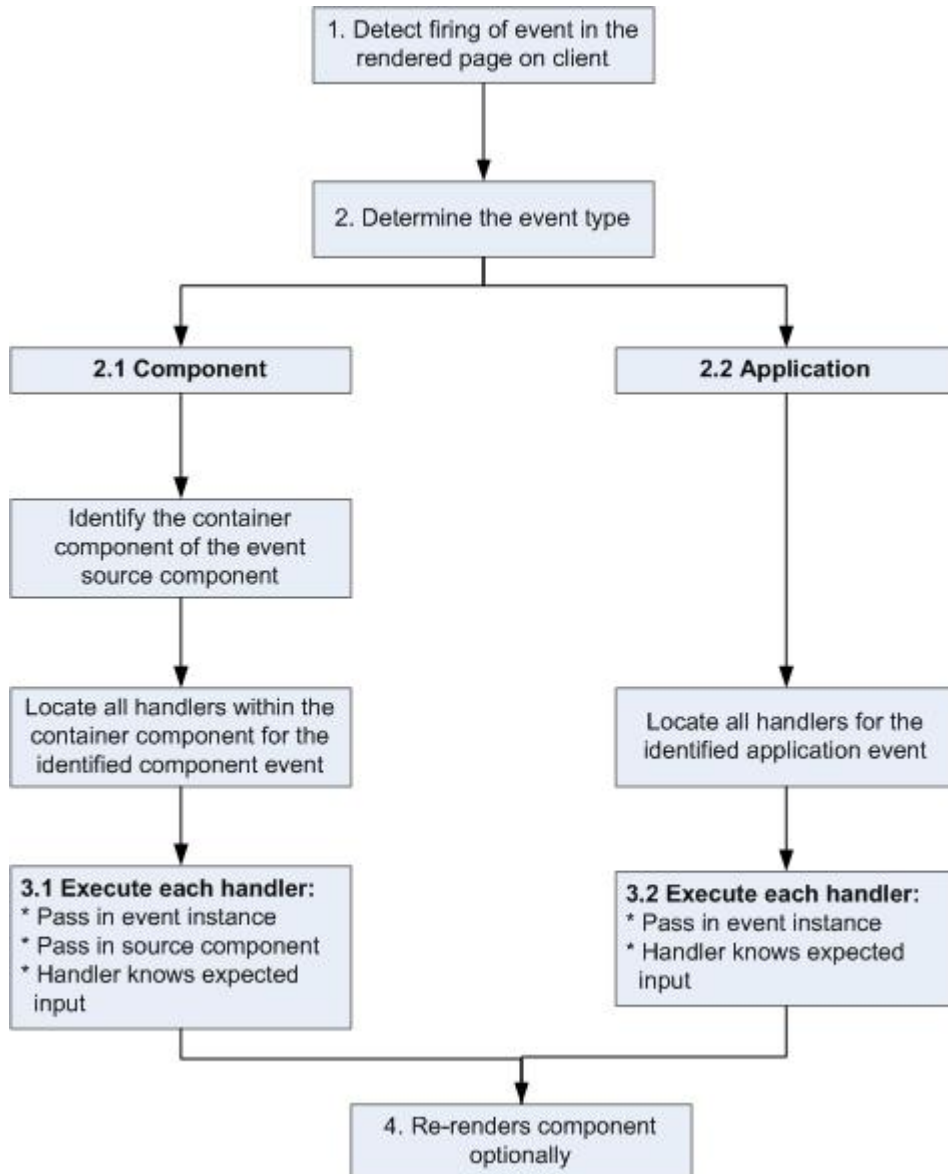 1. Detect firing of event in the
rendered page on client
2. Determine the event type
2.1 Component
2.2 Application
Identify the container
component of the event
source component
Locate all handlers within the
container component for the
identified component event
Locate all handlers for the
identified application event
3.1 Execute each handler:
* Pass in event instance
* Pass in source component
* Handler knows expected
input
3.2 Execute each handler:
* Pass in event instance
* Handler knows expected
input
4. Re-renders component
optionally